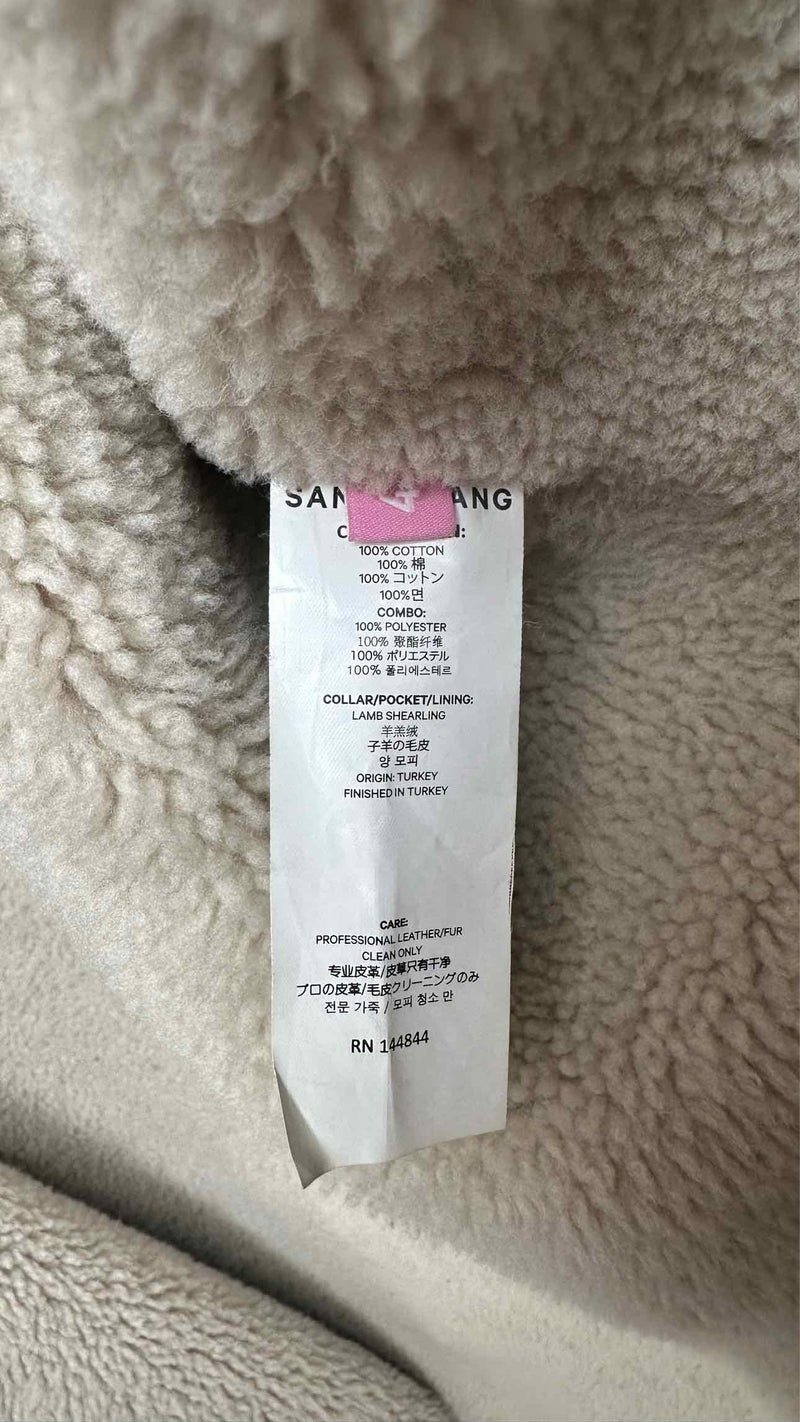 SAN ANG
100% COTTON
100% 棉
100% コットン
100%면
COMBO:
100% POLYESTER
100% 聚酯纤维
100% ポリエステル
100% 폴리에스테르
COLLAR/POCKET/LINING:
LAMB SHEARLING
羊羔绒
子羊の毛皮
양 모피
ORIGIN: TURKEY
FINISHED IN TURKEY
CARE:
PROFESSIONAL LEATHER/FUR
CLEAN ONLY
专业皮革/皮草只有干净
プロの皮革/毛皮クリーニングのみ
전문 가죽 / 모피 청소 만
RN 144844